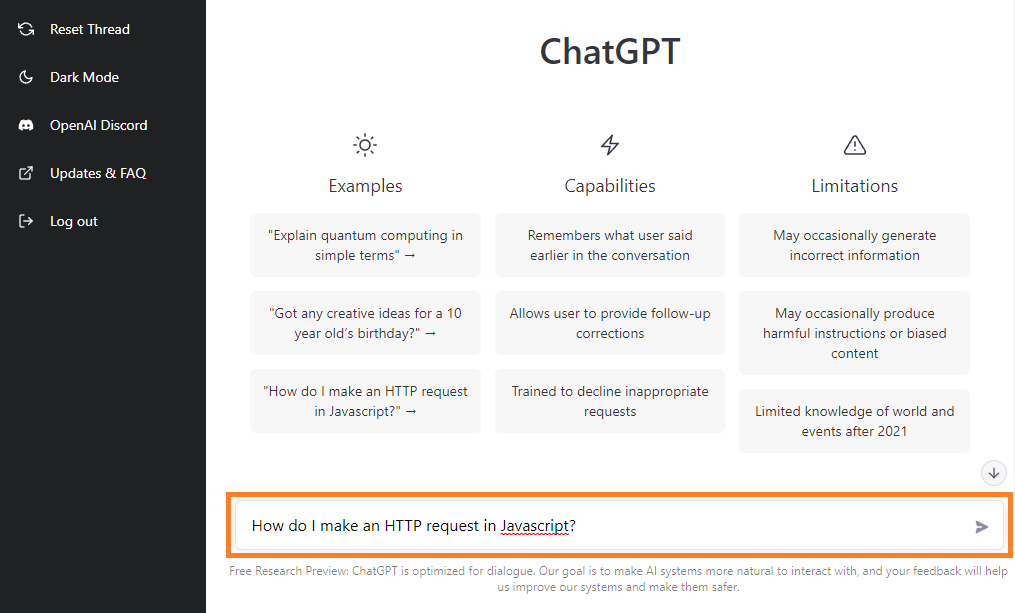 Reset Thread
Dark Mode
OpenAI Discord
Updates & FAQ
Log out
ChatGPT
Examples
"Explain quantum computing in
simple terms" →
"Got any creative ideas for a 10
year old's birthday?" →
"How do I make an HTTP request
in Javascript?" →
Capabilities
Remembers what user said
earlier in the conversation
Allows user to provide follow-up
corrections
Trained to decline inappropriate
requests
Limitations
May occasionally generate
incorrect information
May occasionally produce
harmful instructions or biased
content
Limited knowledge of world and
events after 2021
How do I make an HTTP request in Javascript?
Free Research Preview: ChatGPT is optimized for dialogue. Our goal is to make AI systems more natural to interact with, and your feedback will help
us improve our systems and make them safer.